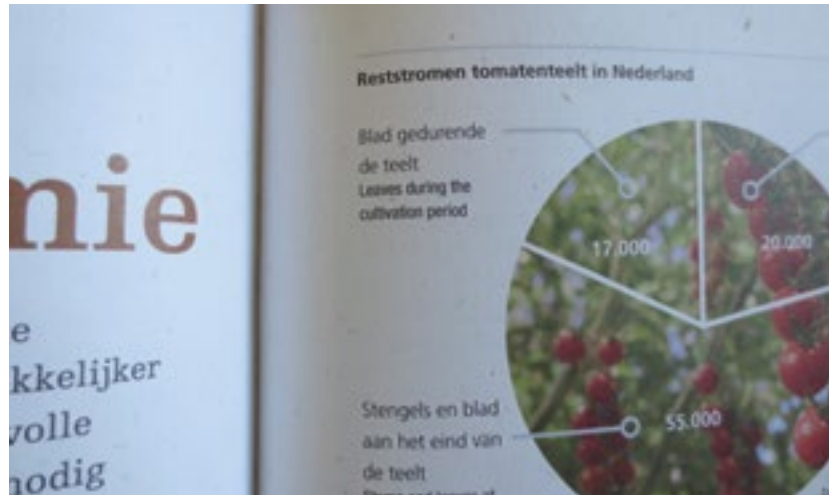 mie
e
kkelijker
volle
nodig
Reststromen tomatenteelt in Nederland
Blad gedurende
de teelt
Leaves during the
cultivation period
17.000
20.000
Stengels en blad
aan het eind van
de teelt
55.000